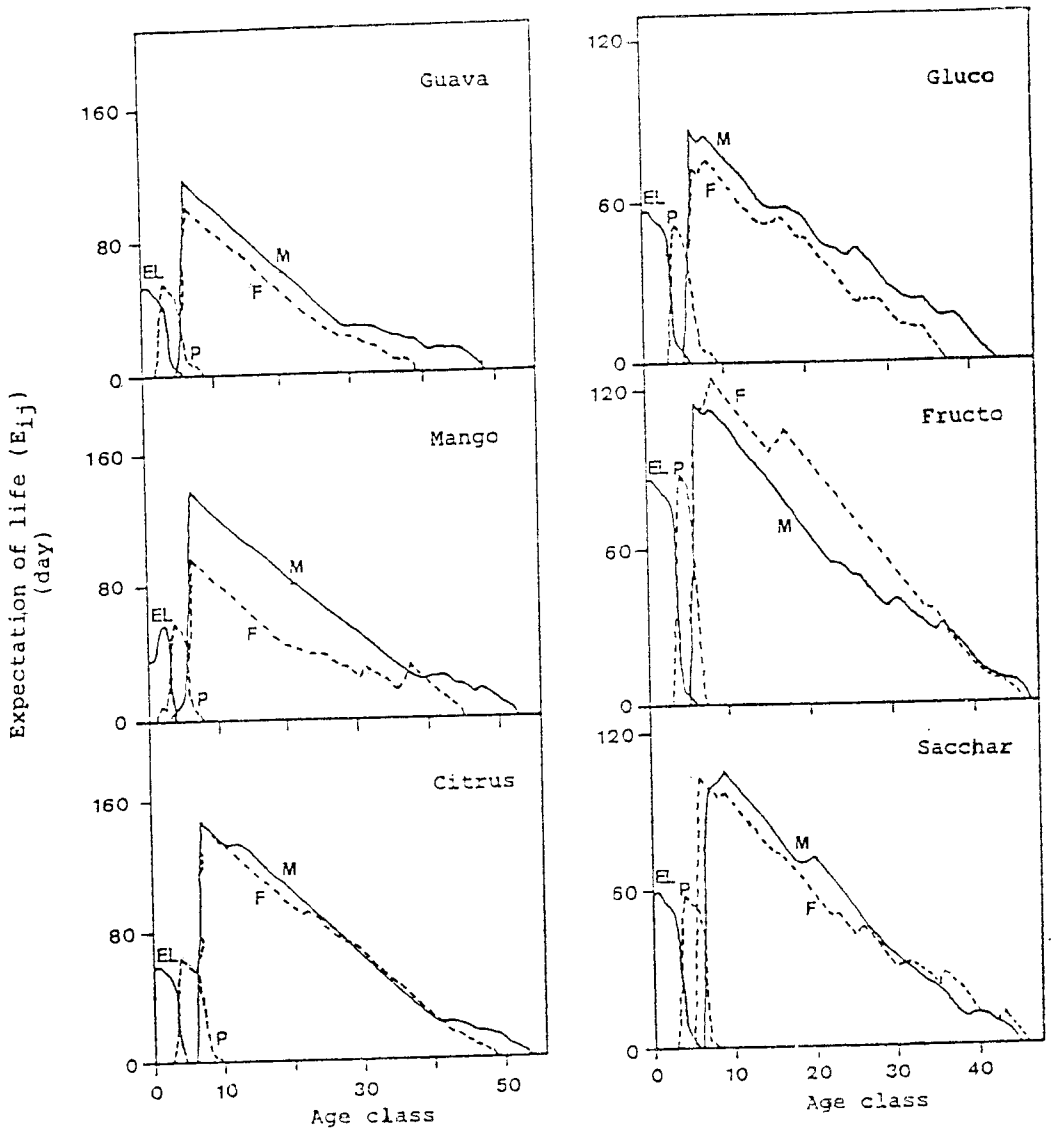 Expectation of life (Eij)
(day)
Guava
160
80
0
EL
P
M
F
Mango
160
80
0
EL
P
M
F
Citrus
160
80
0
EL
P
M
F
0 10 30 50
Age class
Gluco
120
60
0
EL
P
M
F
Fructo
120
60
0
EL
P
F
M
Sacchar
120
60
0
EL
P
M
F
0 10 20 30 40
Age class